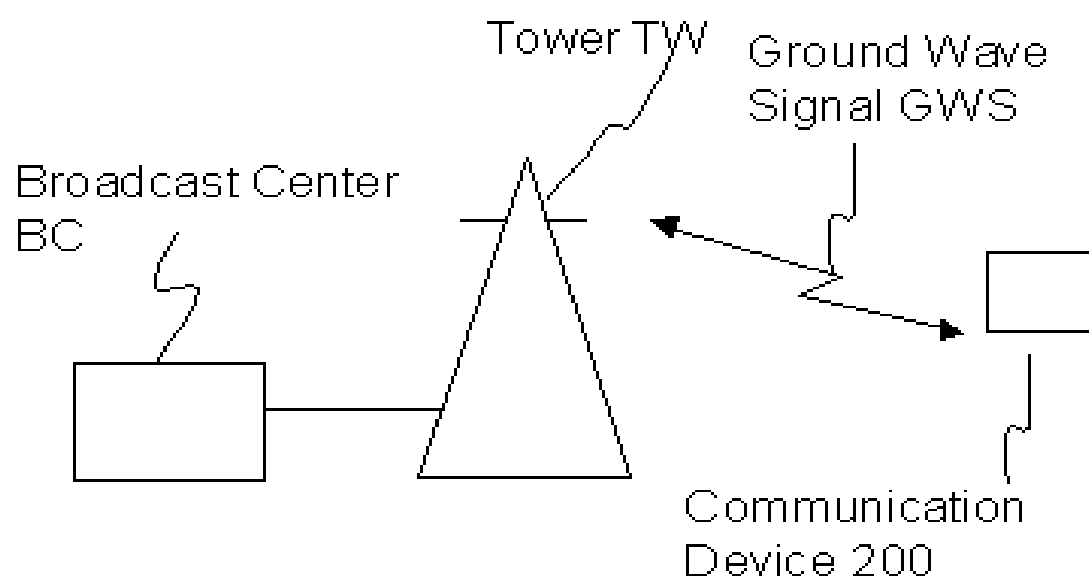 Tower TW
Ground Wave
Signal GWS
Broadcast Center
BC
Communication
Device 200